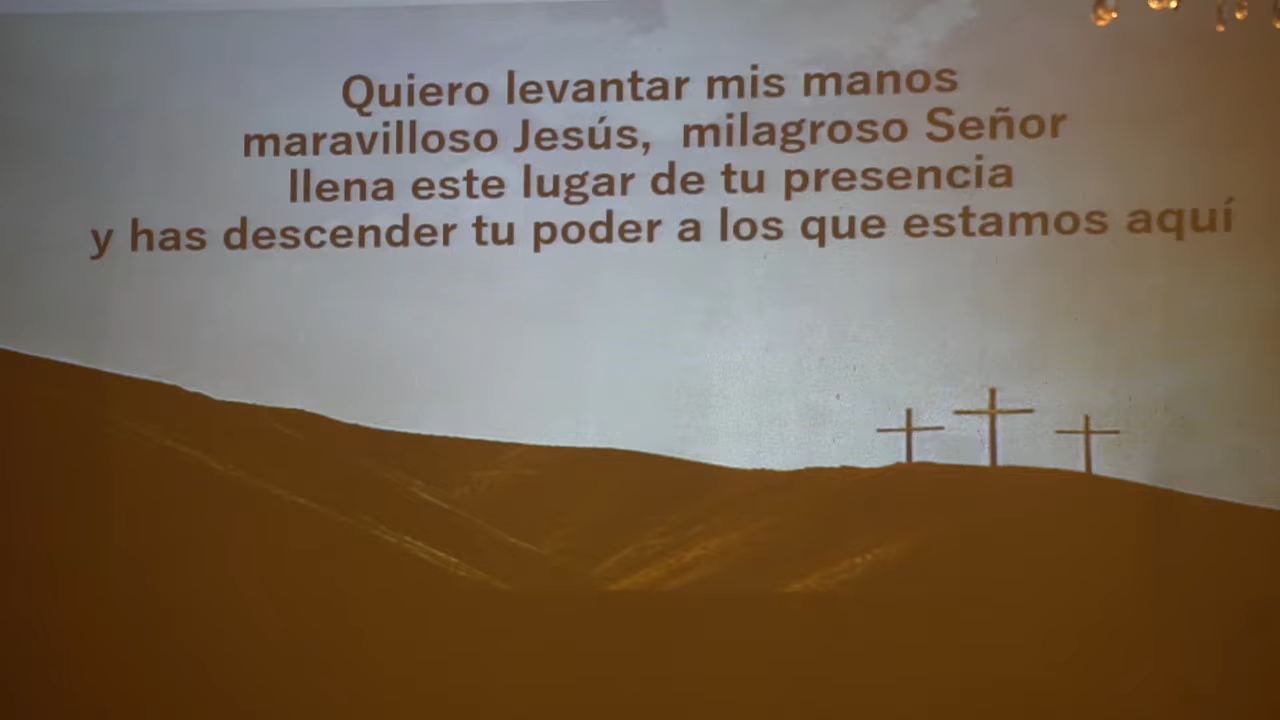 Quiero levantar mis manos
maravilloso Jesús, milagroso Señor
llena este lugar de tu presencia
y has descender tu poder a los que estamos aquí